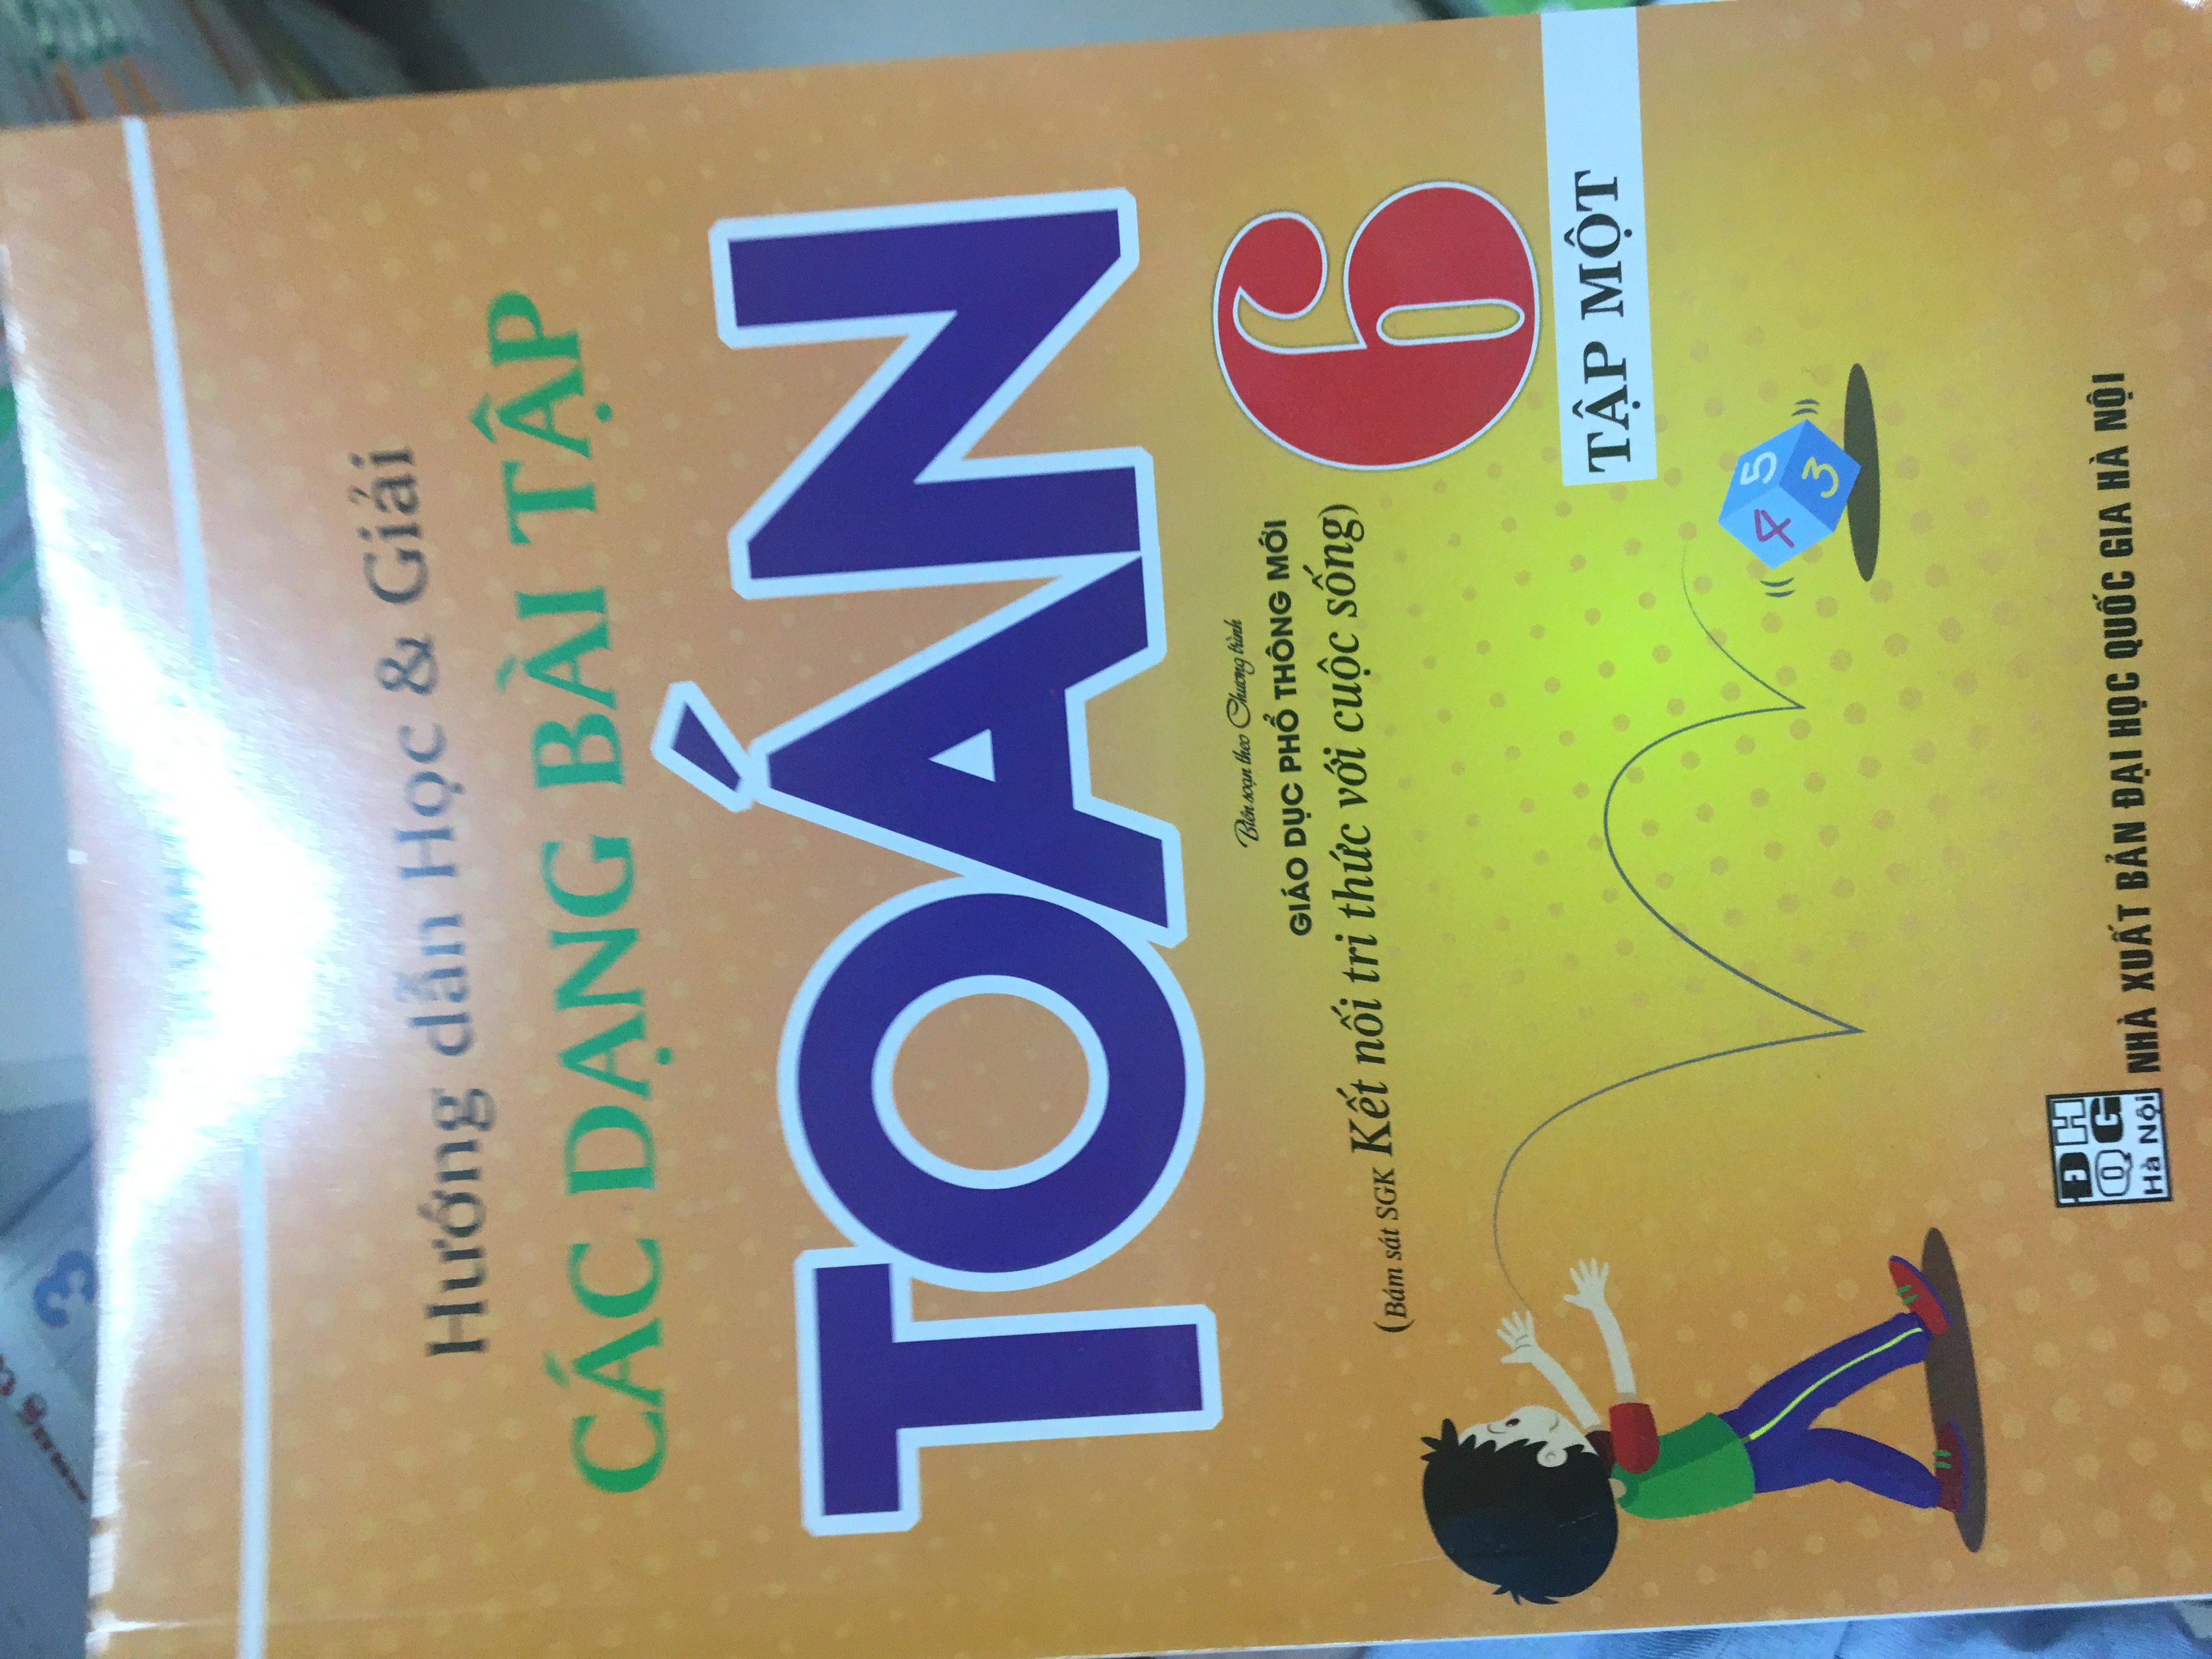 3
Hướng dẫn Học & Giải
CÁC DẠNG BÀI TẬP
TOÁN
Biên soạn theo Chương trình
GIÁO DỤC PHỔ THÔNG MỚI
(Bám sát SGK Kết nối tri thức với cuộc sống)
6
TẬP MỘT
4 5
3
ĐH
QG
Hà Nội
NHÀ XUẤT BẢN ĐẠI HỌC QUỐC GIA HÀ NỘI